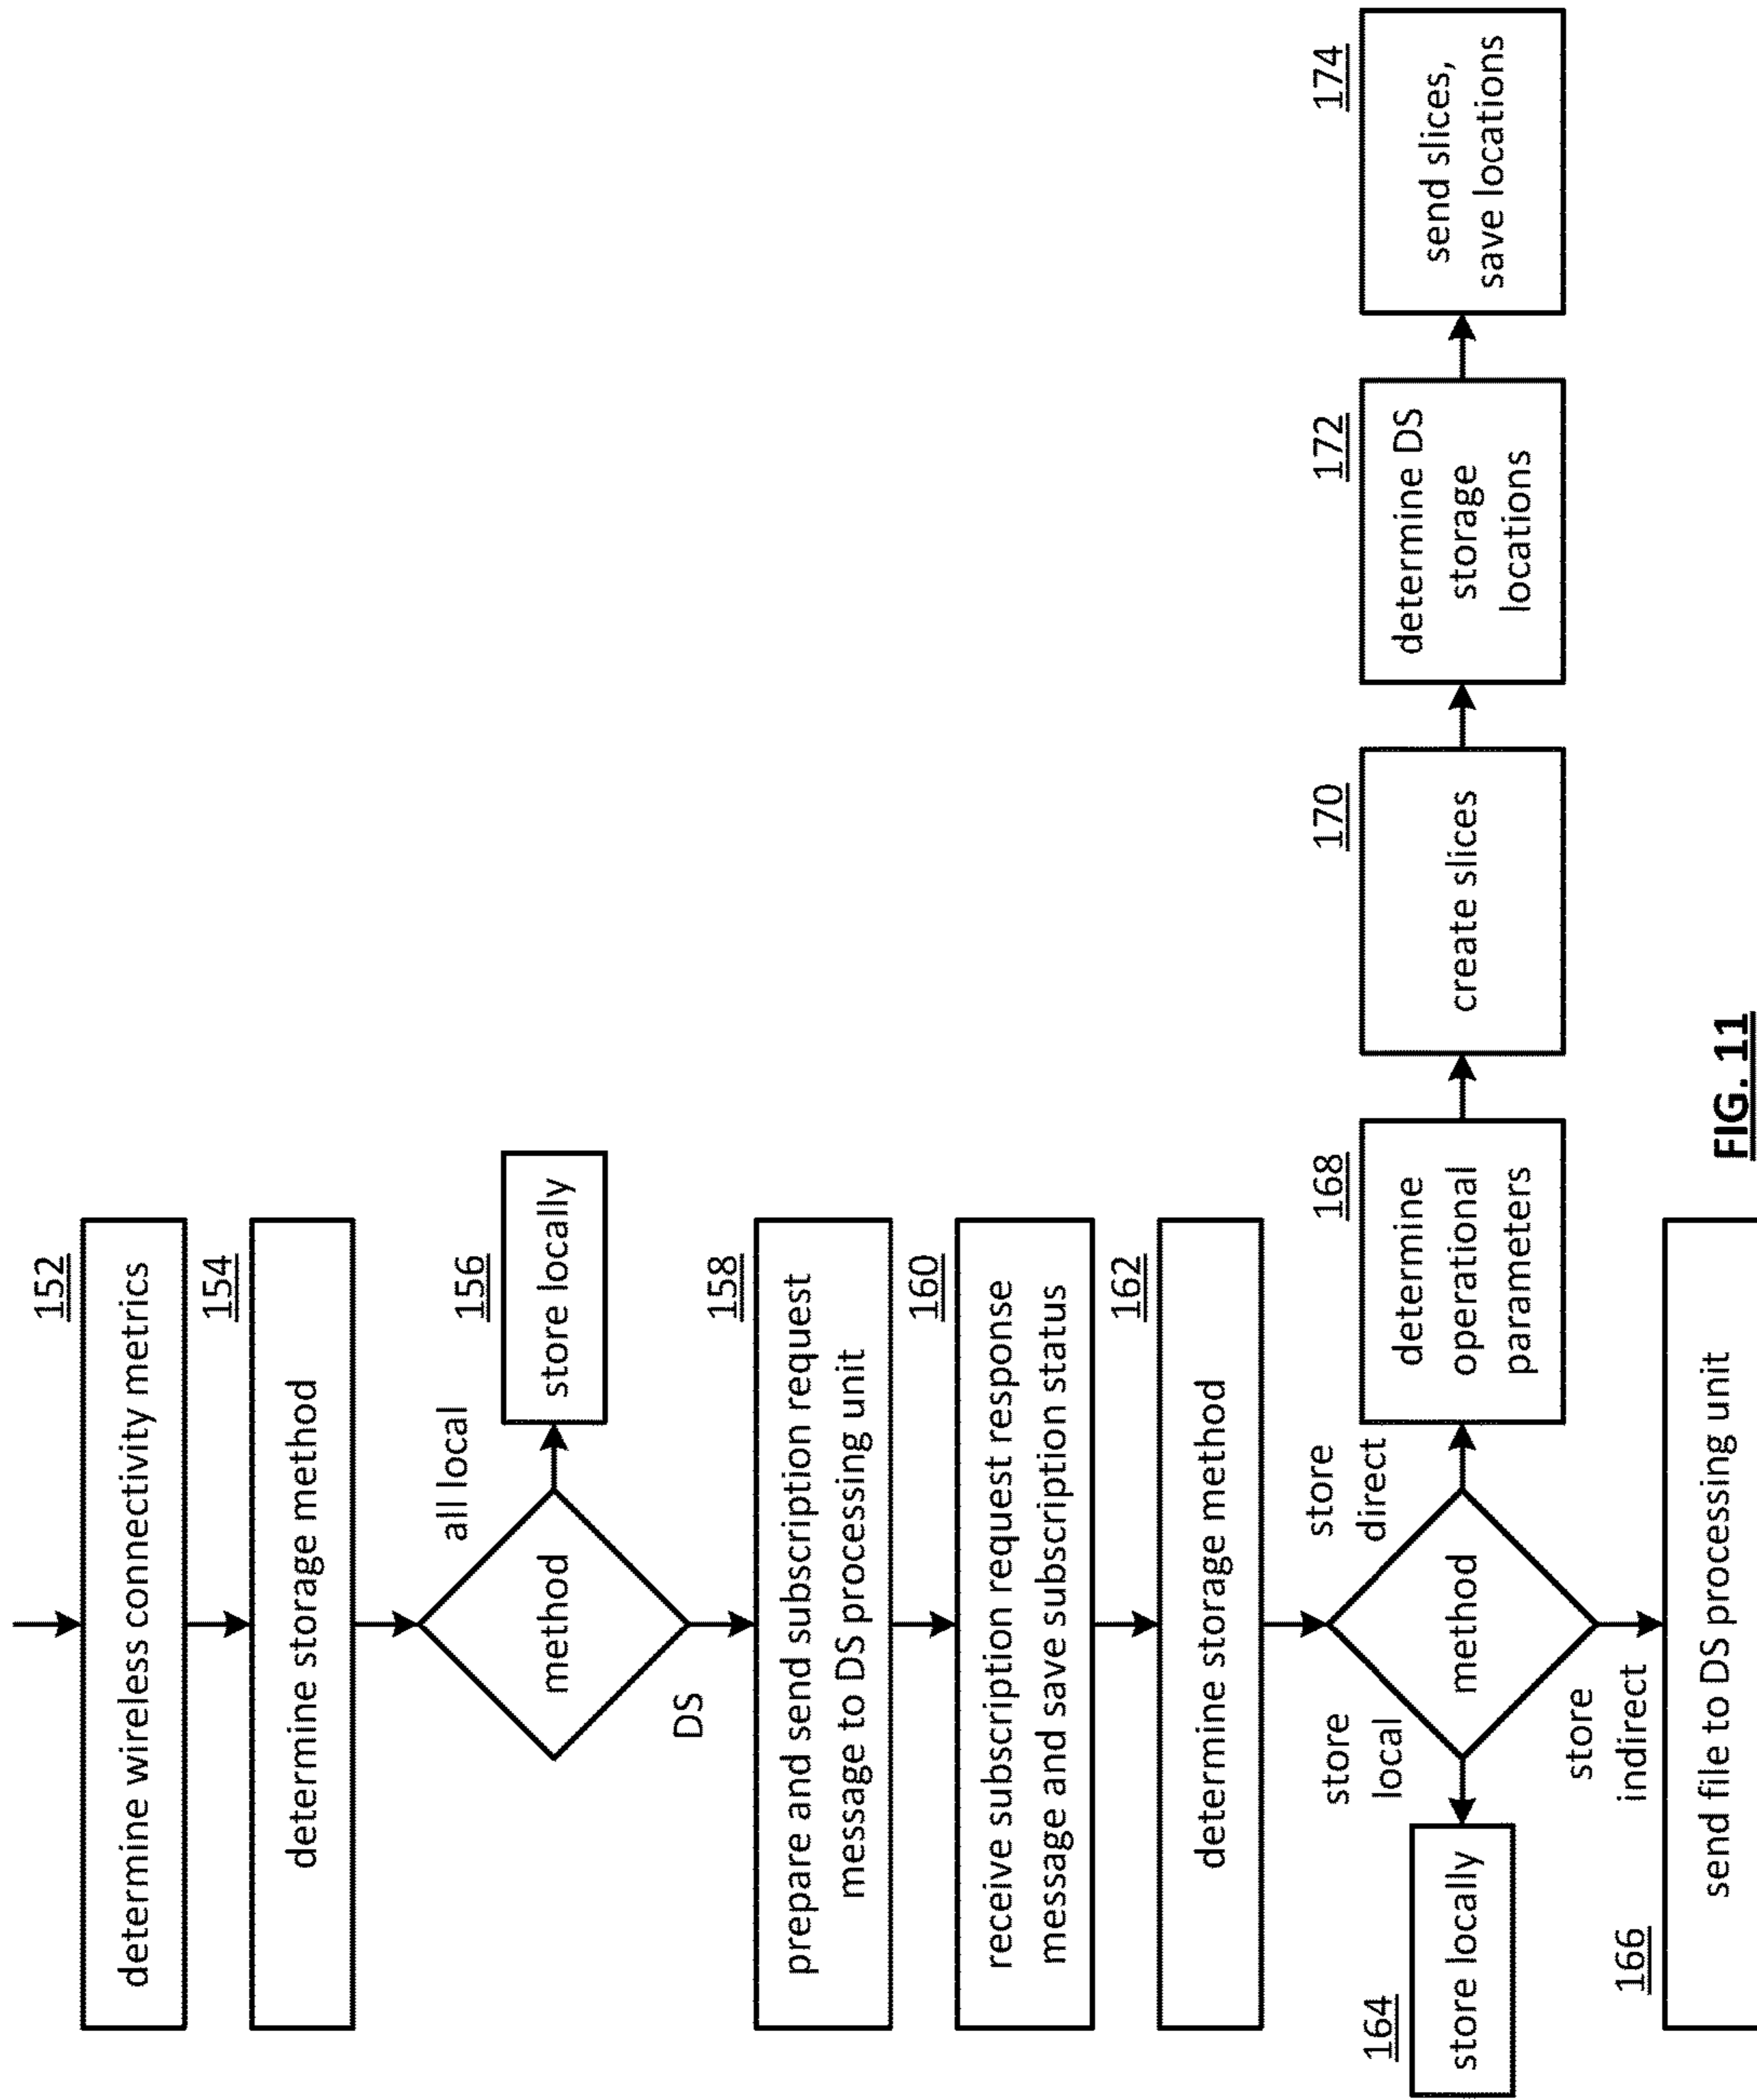 152
determine wireless connectivity metrics
154
determine storage method
method
all local
156
store locally
DS
158
prepare and send subscription request
message to DS processing unit
160
receive subscription request response
message and save subscription status
162
determine storage method
method
store
local
164
store locally
store
indirect
166
send file to DS processing unit
store
direct
168
determine
operational
parameters
170
create slices
172
determine DS
storage
locations
174
send slices,
save locations
FIG. 11